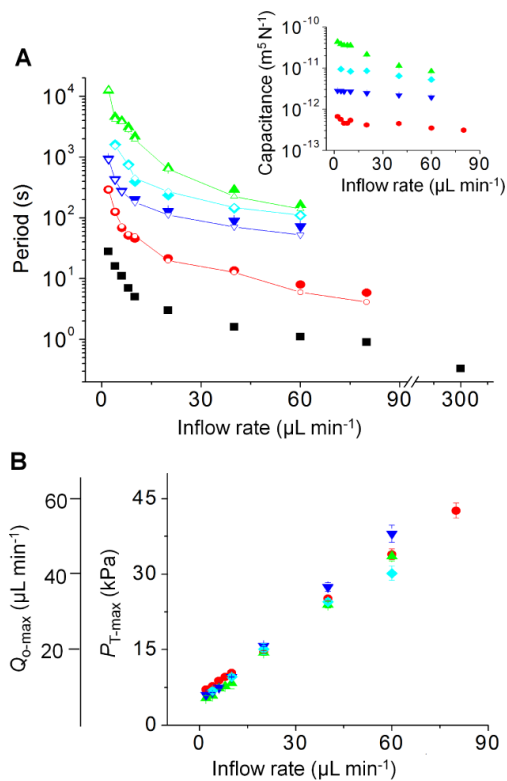 A
Period (s)
10⁴
10³
10²
10¹
10⁰
0 30 60 90 300
Inflow rate (µL min⁻¹)
Capacitance (m⁵ N⁻¹)
10⁻¹⁰
10⁻¹¹
10⁻¹²
10⁻¹³
0 30 60 90
Inflow rate (µL min⁻¹)
B
Qₒ₋ₘₐₓ (µL min⁻¹)
60
40
20
P_T-max (kPa)
45
30
15
0
0 30 60 90
Inflow rate (µL min⁻¹)